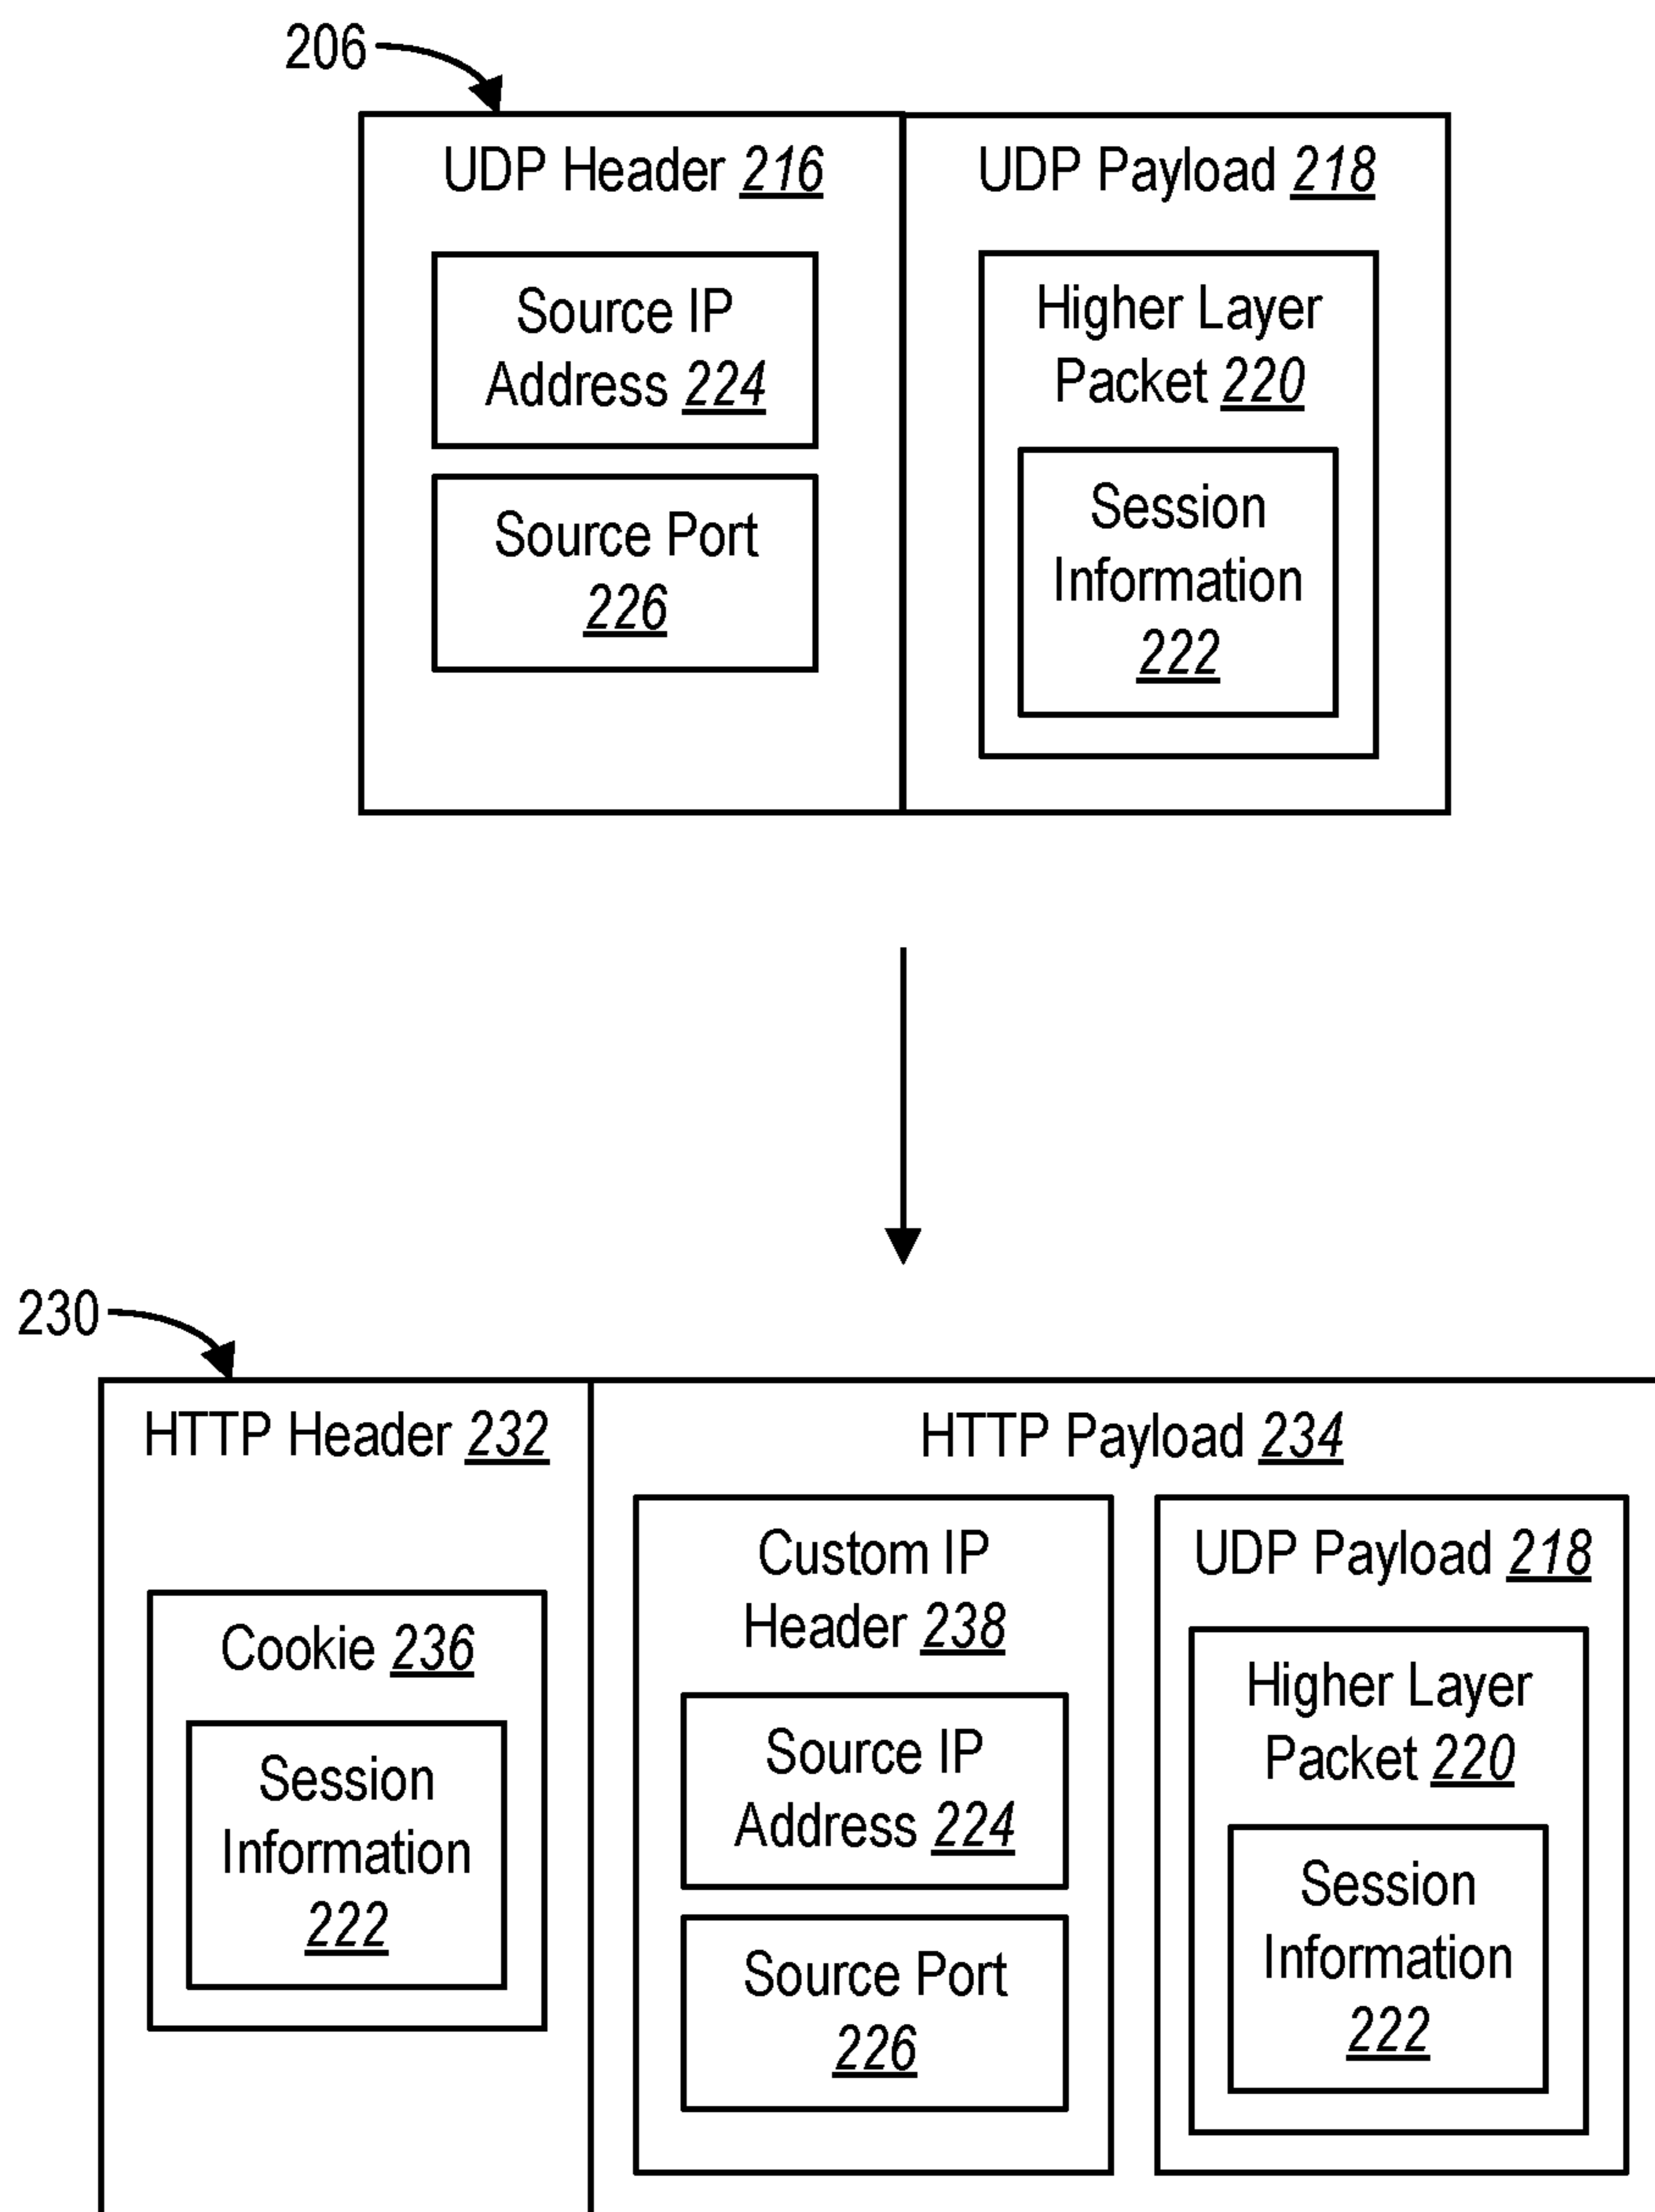 206
UDP Header 216
Source IP
Address 224
Source Port
226
UDP Payload 218
Higher Layer
Packet 220
Session
Information
222
230
HTTP Header 232
Cookie 236
Session
Information
222
HTTP Payload 234
Custom IP
Header 238
Source IP
Address 224
Source Port
226
UDP Payload 218
Higher Layer
Packet 220
Session
Information
222